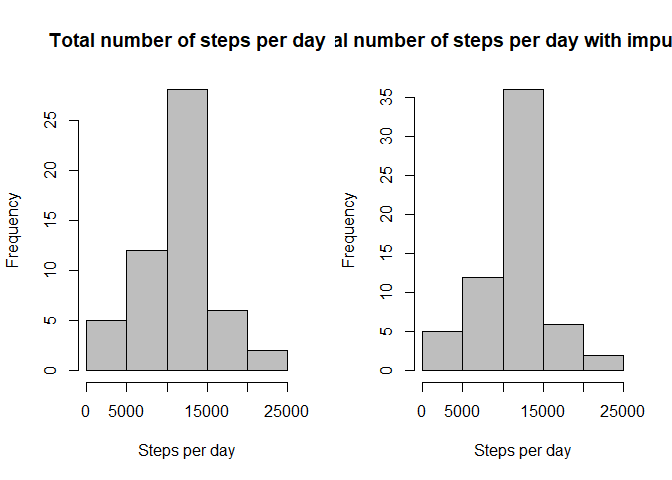 Total number of steps per day
al number of steps per day with impu
Frequency
25
20
15
10
5
0
0 5000 15000 25000
Steps per day
Frequency
35
30
25
20
15
10
5
0
0 5000 15000 25000
Steps per day